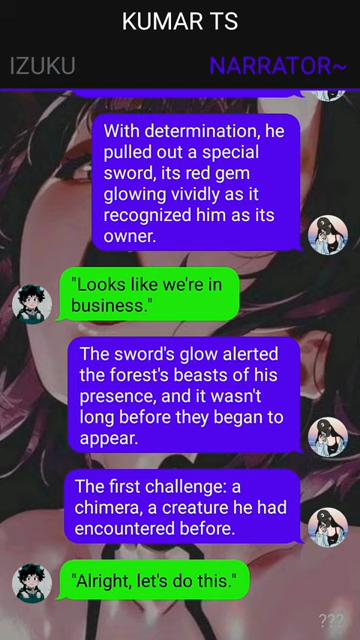 KUMAR TS
IZUKU
NARRATOR~
With determination, he
pulled out a special
sword, its red gem
glowing vividly as it
recognized him as its
owner.
"Looks like we're in
business."
The sword's glow alerted
the forest's beasts of his
presence, and it wasn't
long before they began to
appear.
The first challenge: a
chimera, a creature he had
encountered before.
"Alright, let's do this."
???